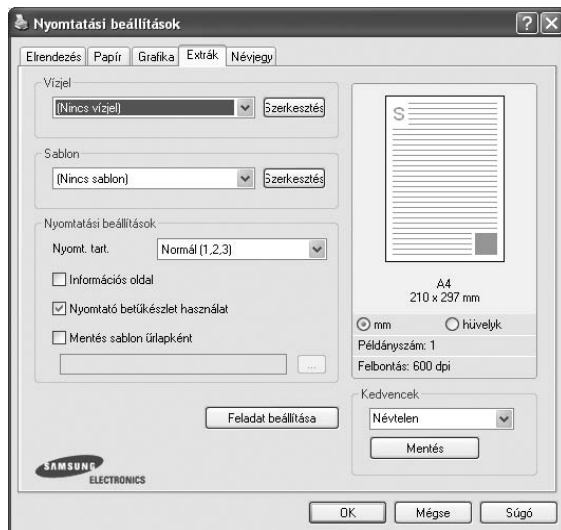 Nyomtatási beállítások
Elrendezés Papír Grafika Extrák Névjegy
Vízjel
(Nincs vízjel) Szerkesztés
Sablon
(Nincs sablon) Szerkesztés
Nyomtatási beállítások
Nyomt. tart. Normál (1,2,3)
Információs oldal
Nyomtató betűkészlet használat
Mentés sablon űrlapként
...
Feladat beállítása
SAMSUNG
ELECTRONICS
S
A4
210 x 297 mm
mm hüvelyk
Példányszám: 1
Felbontás: 600 dpi
Kedvencek
Névtelen
Mentés
OK Mégse Súgó